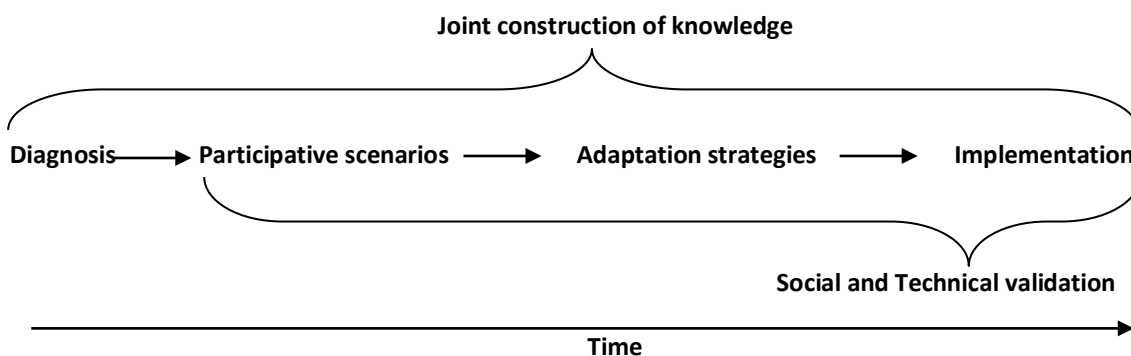 Joint construction of knowledge
Diagnosis Participative scenarios Adaptation strategies Implementation
Social and Technical validation
Time